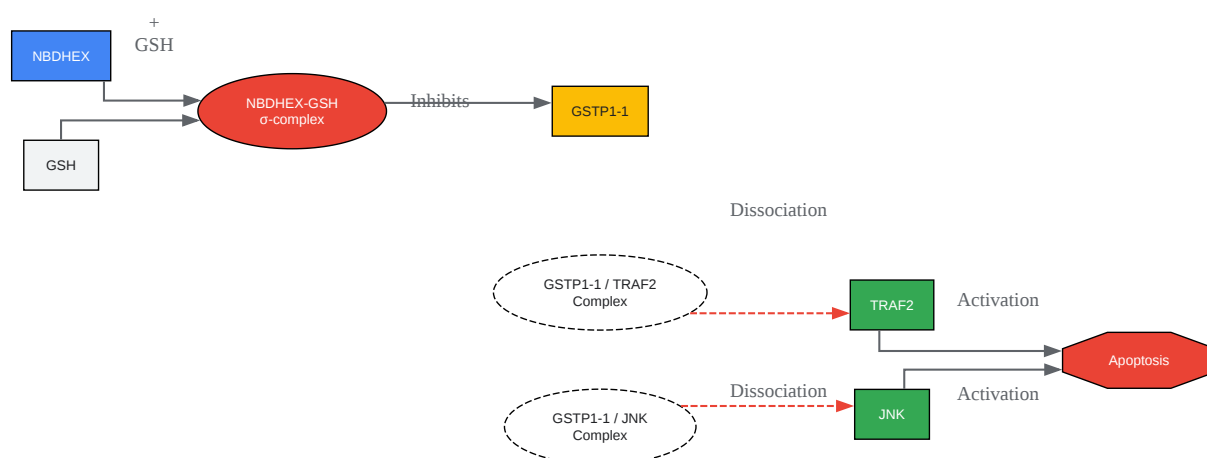 +
GSH
NBDHEX
NBDHEX-GSH
σ-complex
Inhibits
GSTP1-1
GSH
Dissociation
GSTP1-1 / TRAF2
Complex
TRAF2
Activation
Apoptosis
Dissociation
Activation
GSTP1-1 / JNK
Complex
JNK